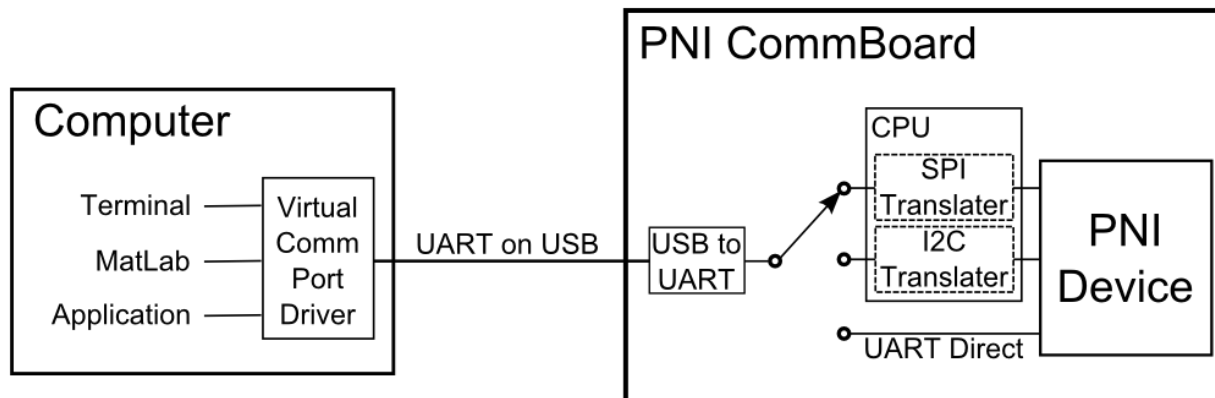 PNI CommBoard
Computer
CPU
SPI
Translater
Terminal
Virtual
Comm
Port
Driver
MatLab
Application
UART on USB
USB to
UART
I2C
Translater
PNI
Device
UART Direct